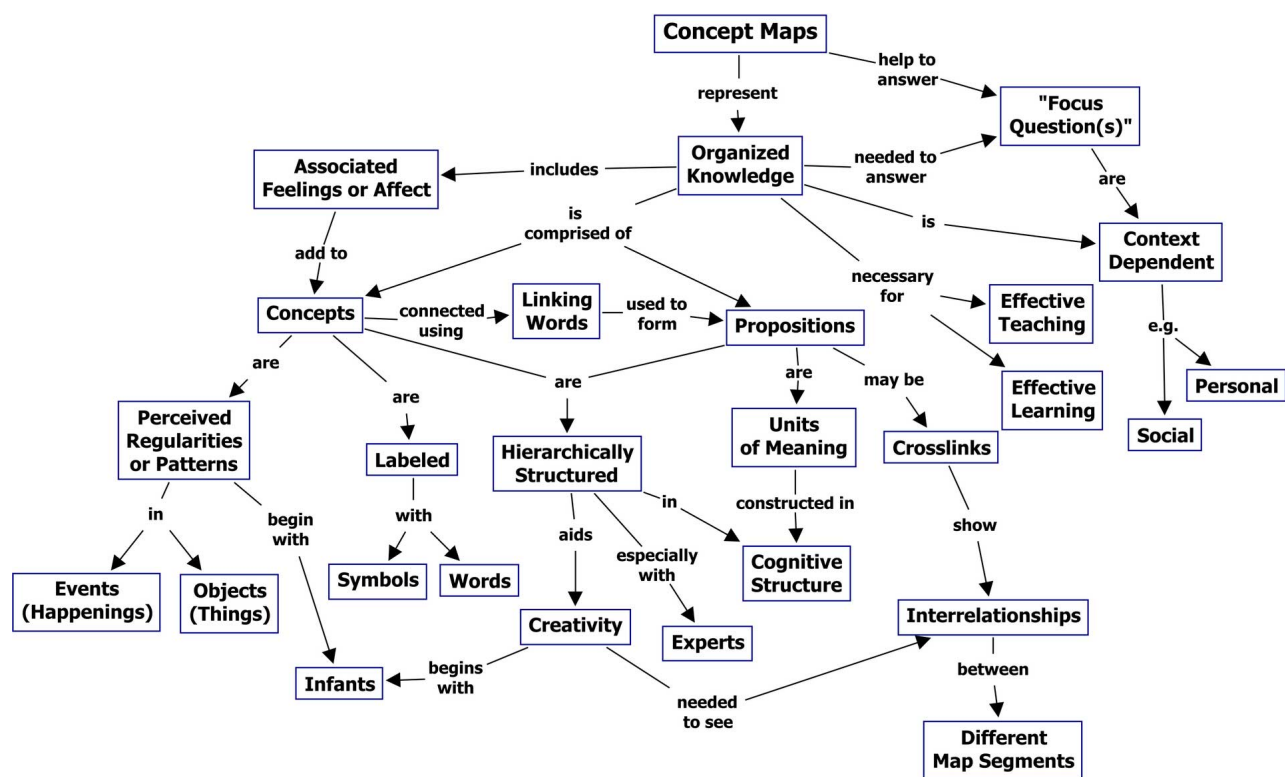 Concept Maps
help to
answer
represent
"Focus
Question(s)"
Organized
Knowledge
needed to
answer
Associated
Feelings or Affect
includes
are
is
comprised of
is
Context
Dependent
add to
necessary
for
Concepts
connected
using
Linking
Words
used to
form
Propositions
Effective
Teaching
e.g.
are
are
are
are
may be
Effective
Learning
Personal
Perceived
Regularities
or Patterns
Labeled
Hierarchically
Structured
Units
of Meaning
Crosslinks
Social
in
begin
with
with
aids
in
constructed in
show
especially
with
Events
(Happenings)
Objects
(Things)
Symbols
Words
Cognitive
Structure
Creativity
Experts
Interrelationships
Infants
begins
with
needed
to see
between
Different
Map Segments